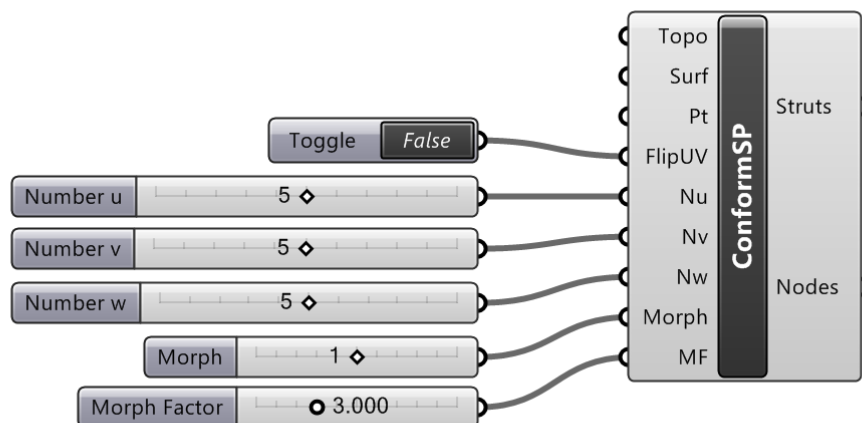 Topo
Surf
Pt
Toggle False
FlipUV
Number u 5
Nu
Number v 5
Nv
Number w 5
Nw
Morph 1
Morph
Morph Factor 3.000
MF
ConformSP
Struts
Nodes